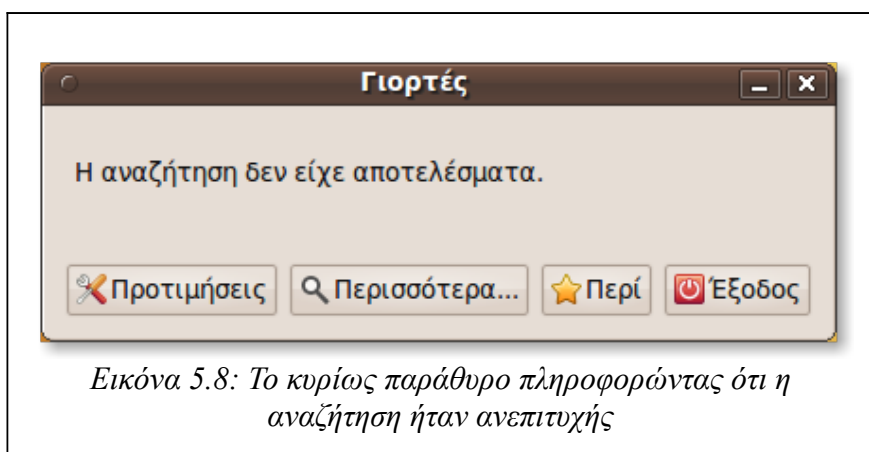 Γιορτές
Η αναζήτηση δεν είχε αποτελέσματα.
Προτιμήσεις Περισσότερα... Περί Έξοδος
Εικόνα 5.8: Το κυρίως παράθυρο πληροφορώντας ότι η
αναζήτηση ήταν ανεπιτυχής